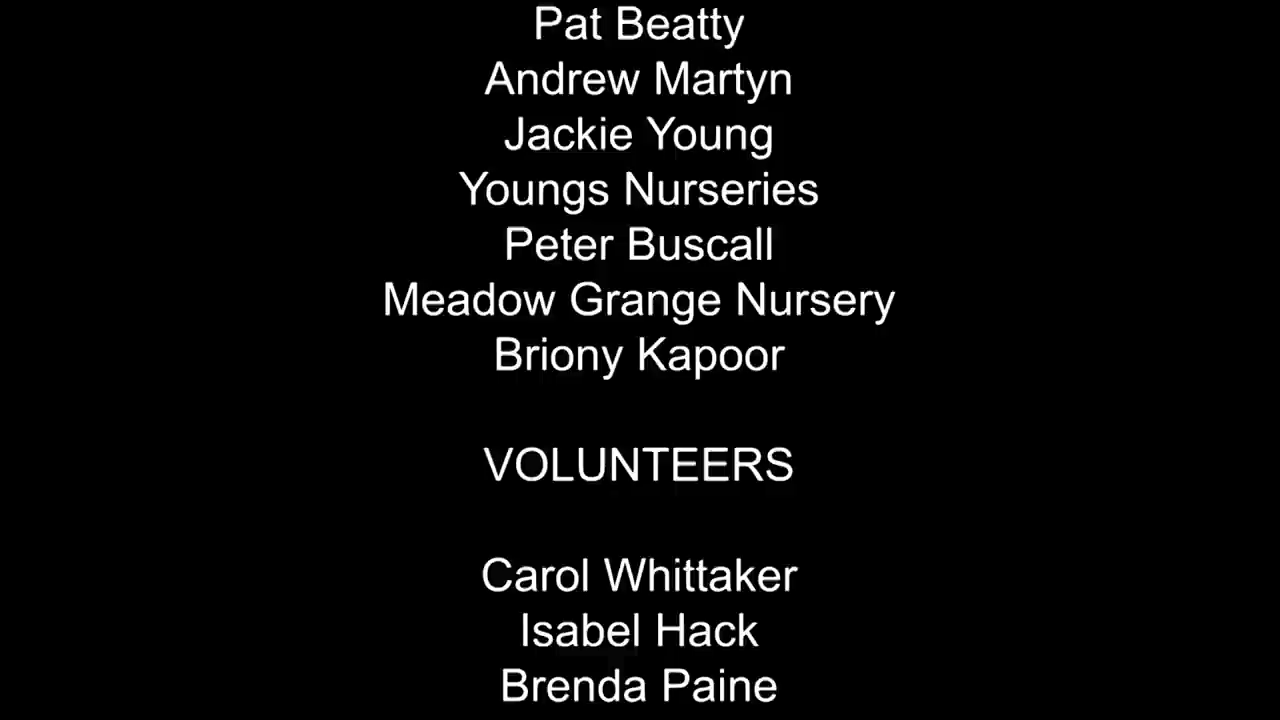 Pat Beatty
Andrew Martyn
Jackie Young
Youngs Nurseries
Peter Buscall
Meadow Grange Nursery
Briony Kapoor
VOLUNTEERS
Carol Whittaker
Isabel Hack
Brenda Paine